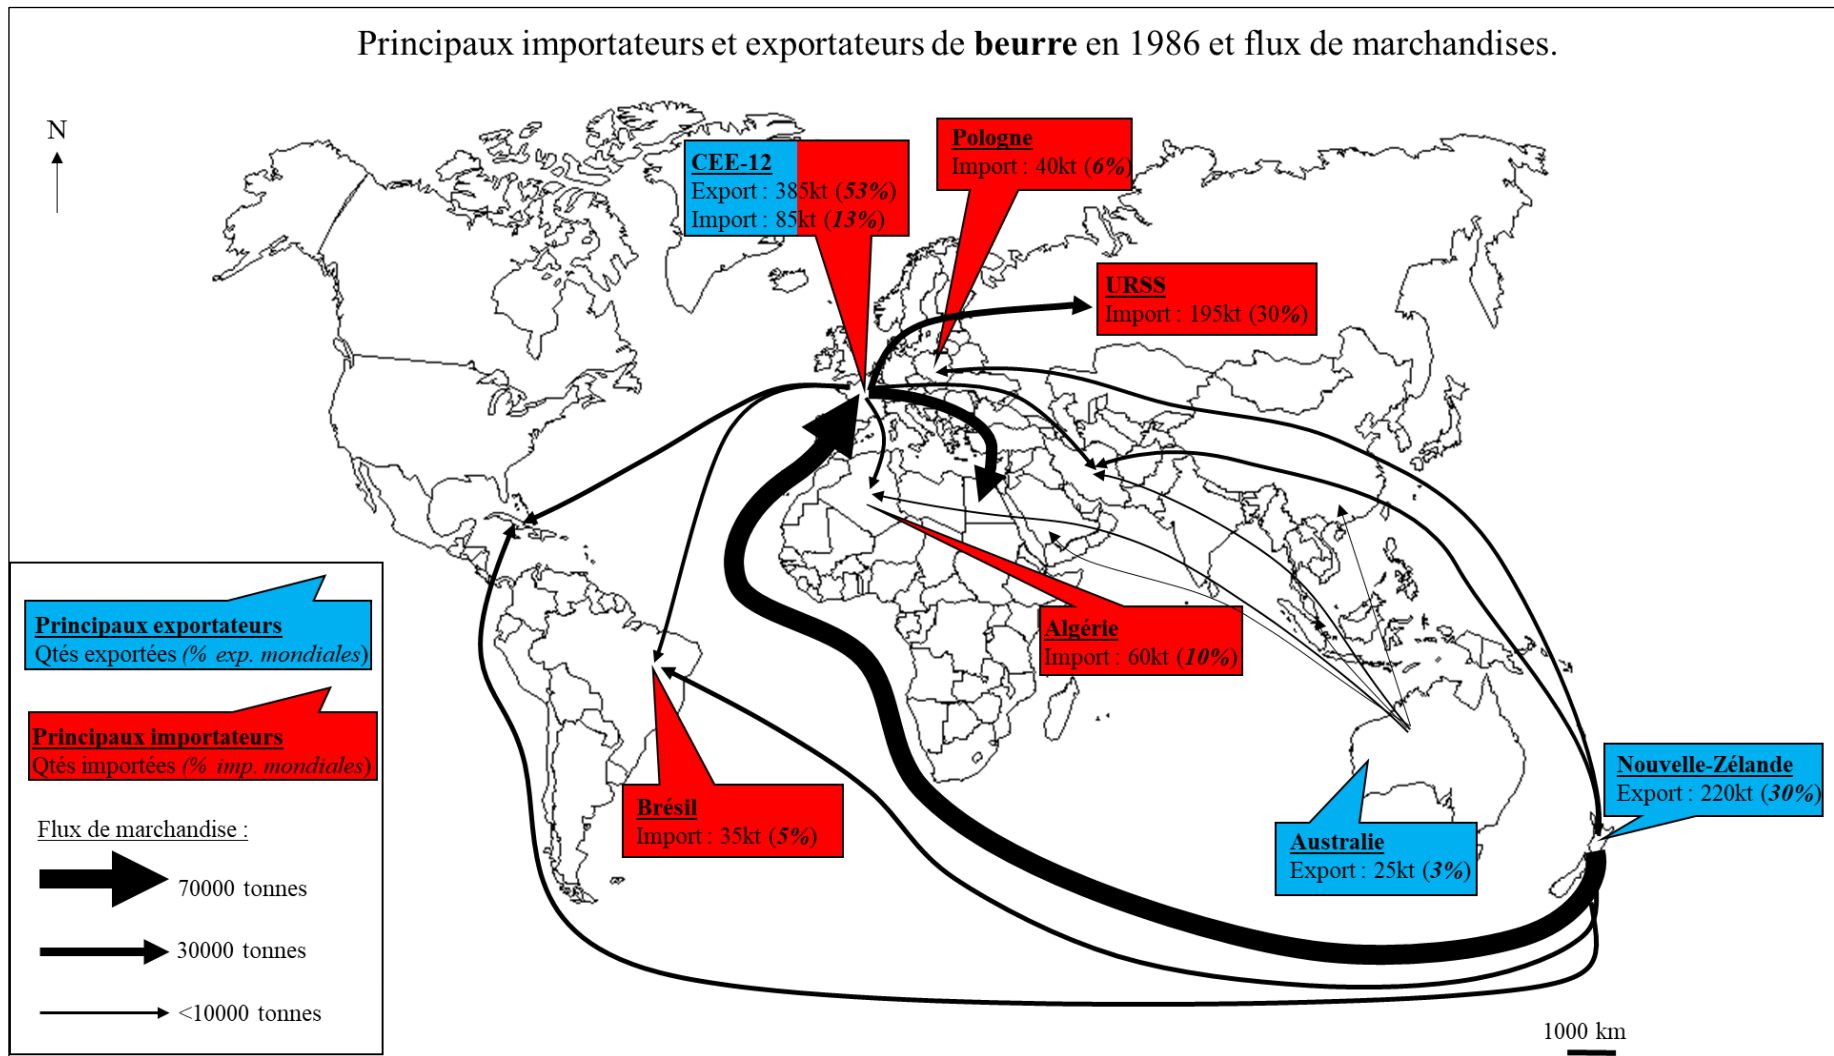 Principaux importateurs et exportateurs de beurre en 1986 et flux de marchandises.
N
CEE-12
Export : 385kt (53%)
Import : 85kt (13%)
Pologne
Import : 40kt (6%)
URSS
Import : 195kt (30%)
Algérie
Import : 60kt (10%)
Brésil
Import : 35kt (5%)
Australie
Export : 25kt (3%)
Nouvelle-Zélande
Export : 220kt (30%)
Principaux exportateurs
Qtés exportées (% exp. mondiales)
Principaux importateurs
Qtés importées (% imp. mondiales)
Flux de marchandise :
70000 tonnes
30000 tonnes
<10000 tonnes
1000 km